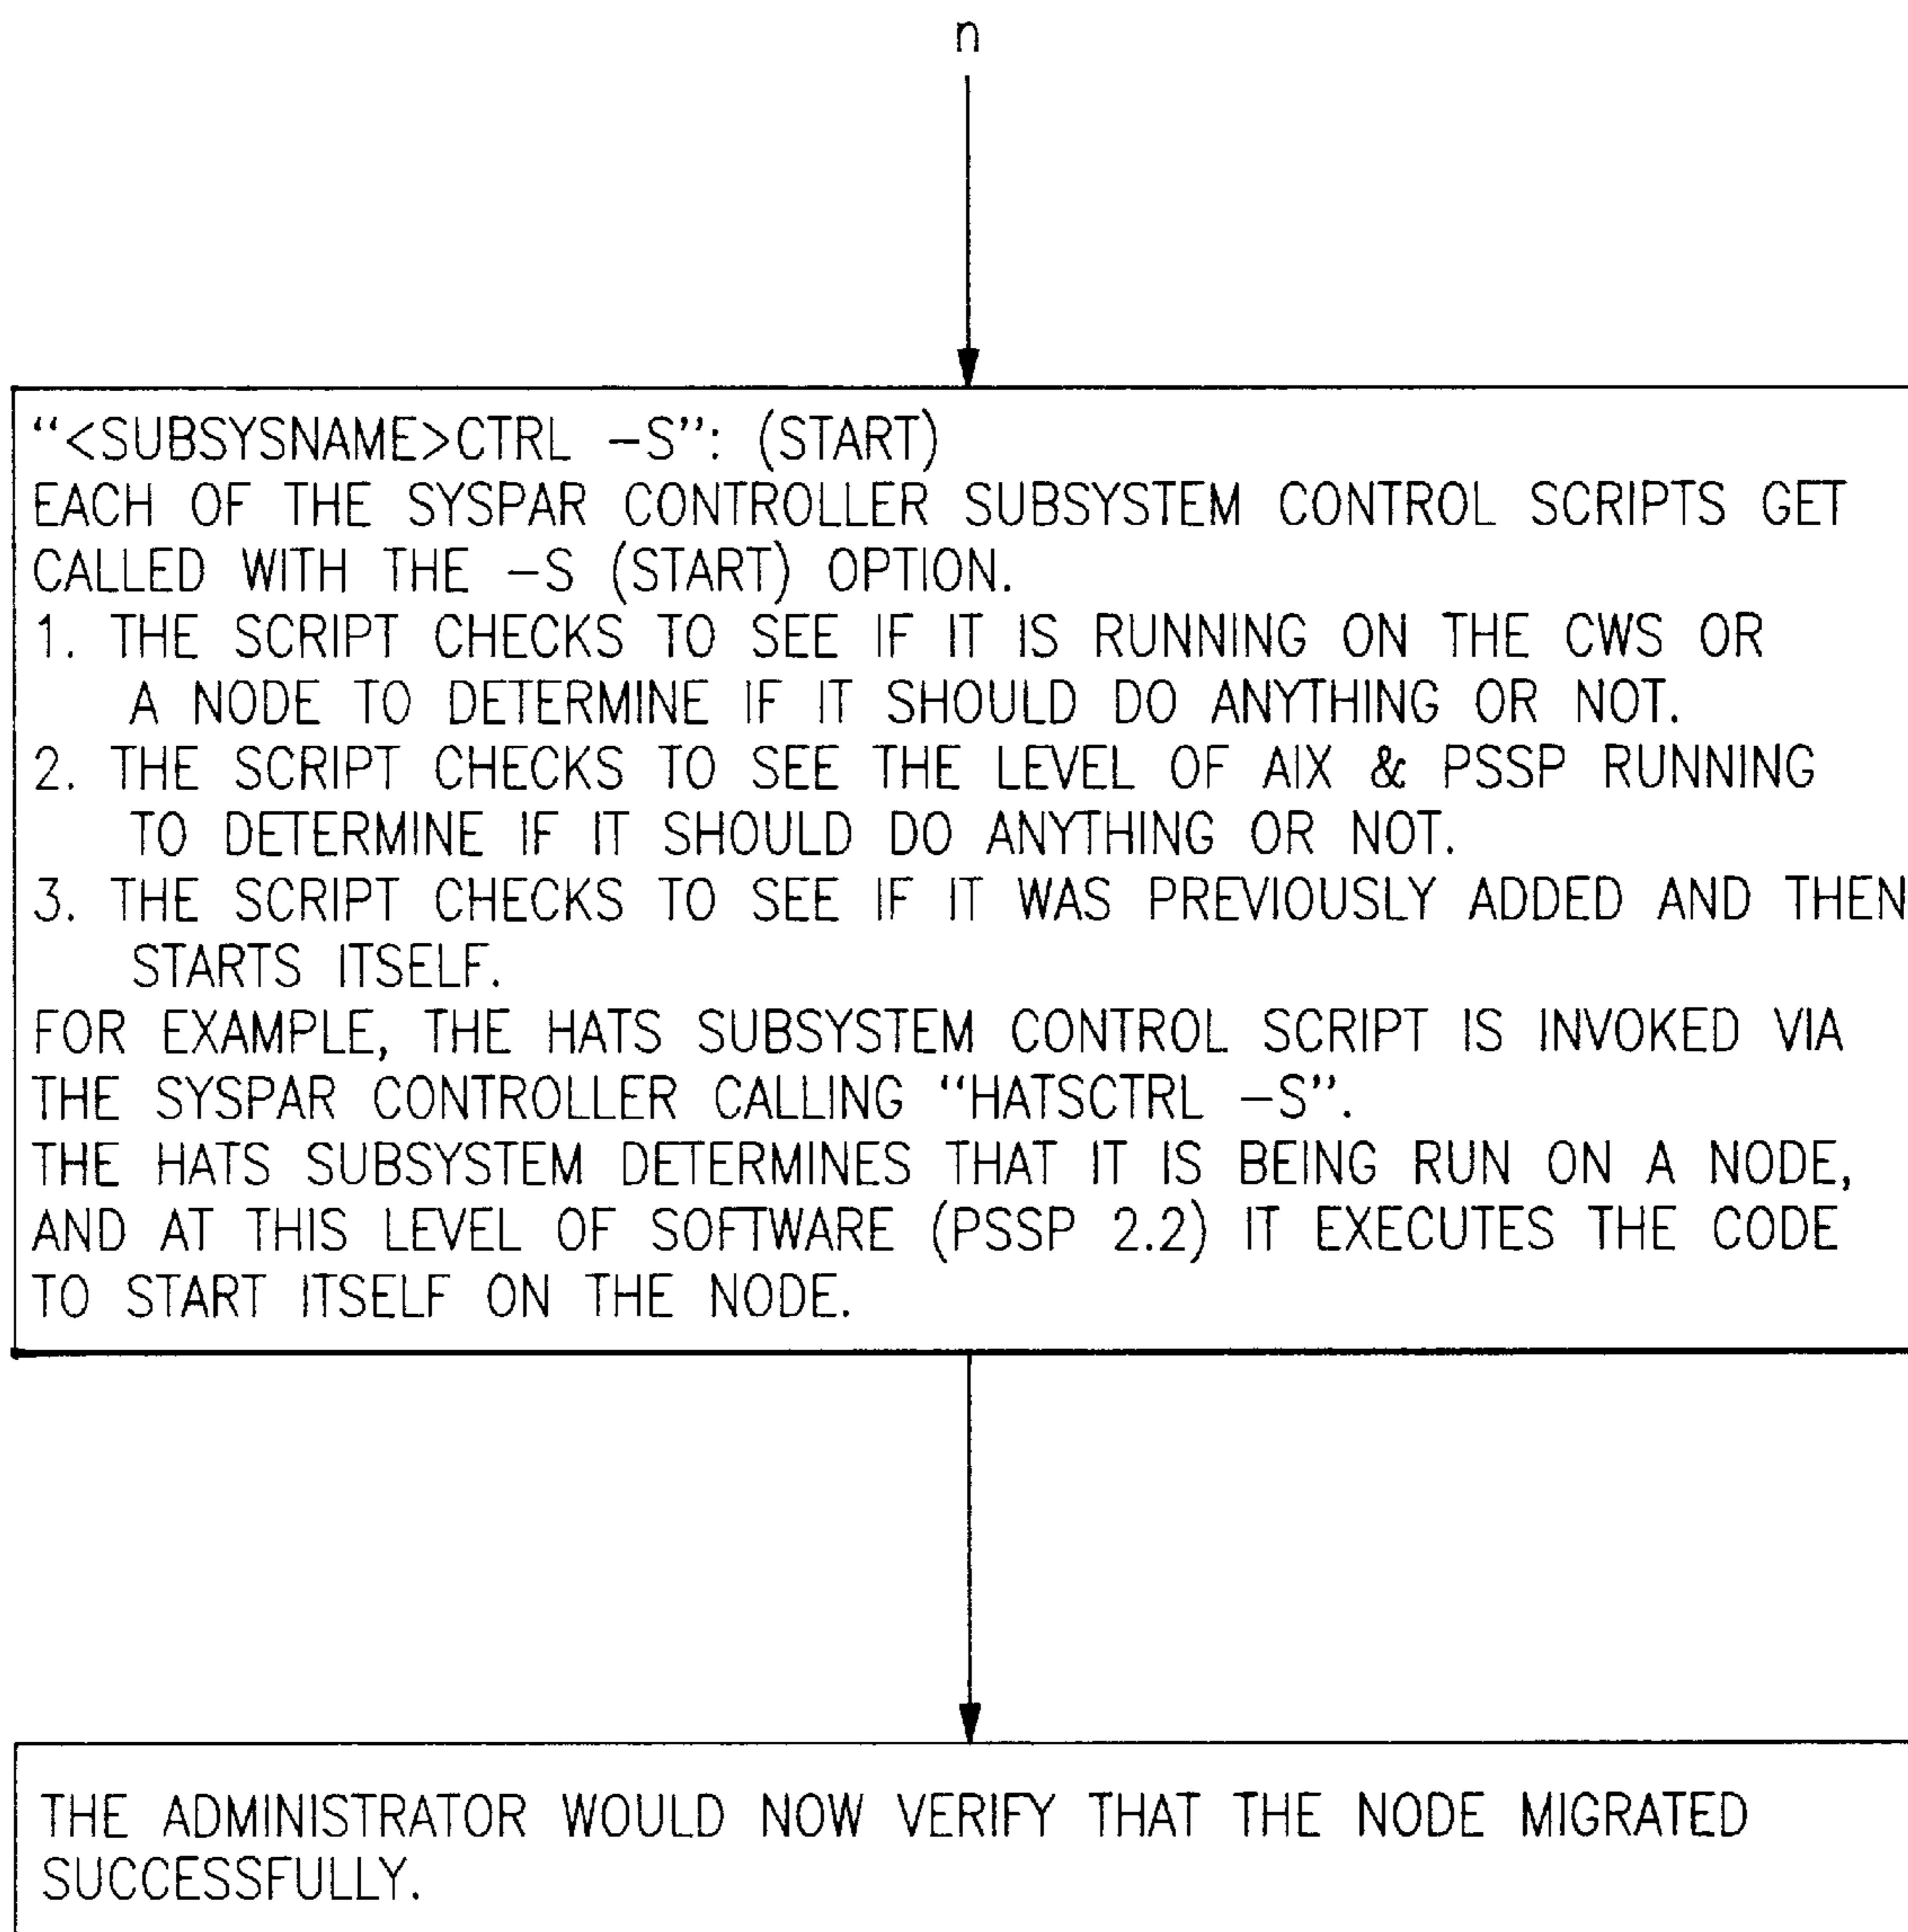 n
“<SUBSYSNAME>CTRL –S”: (START)
EACH OF THE SYSPAR CONTROLLER SUBSYSTEM CONTROL SCRIPTS GET
CALLED WITH THE –S (START) OPTION.
1. THE SCRIPT CHECKS TO SEE IF IT IS RUNNING ON THE CWS OR
A NODE TO DETERMINE IF IT SHOULD DO ANYTHING OR NOT.
2. THE SCRIPT CHECKS TO SEE THE LEVEL OF AIX & PSSP RUNNING
TO DETERMINE IF IT SHOULD DO ANYTHING OR NOT.
3. THE SCRIPT CHECKS TO SEE IF IT WAS PREVIOUSLY ADDED AND THEN
STARTS ITSELF.
FOR EXAMPLE, THE HATS SUBSYSTEM CONTROL SCRIPT IS INVOKED VIA
THE SYSPAR CONTROLLER CALLING “HATSCTRL –S”.
THE HATS SUBSYSTEM DETERMINES THAT IT IS BEING RUN ON A NODE,
AND AT THIS LEVEL OF SOFTWARE (PSSP 2.2) IT EXECUTES THE CODE
TO START ITSELF ON THE NODE.
THE ADMINISTRATOR WOULD NOW VERIFY THAT THE NODE MIGRATED
SUCCESSFULLY.